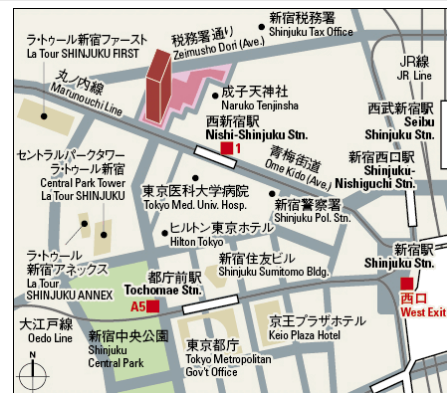 ラ・トゥール新宿ファースト
La Tour SHINJUKU FIRST
税務署通り
Zeimusho Dori (Ave.)
新宿税務署
Shinjuku Tax Office
丸ノ内線
Marunouchi Line
成子天神社
Naruko Tenjinsha
JR線
JR Line
西新宿駅
Nishi-Shinjuku Stn.
1
西武新宿駅
Seibu
Shinjuku Stn.
セントラルパークタワー
ラ・トゥール新宿
Central Park Tower
La Tour SHINJUKU
青梅街道
Ome Kido (Ave.)
新宿西口駅
Shinjuku-
Nishiguchi Stn.
東京医科大学病院
Tokyo Med. Univ. Hosp.
新宿警察署
Shinjuku Pol. Stn.
ヒルトン東京ホテル
Hilton Tokyo
ラ・トゥール
新宿アネックス
La Tour
SHINJUKU ANNEX
新宿住友ビル
Shinjuku Sumitomo Bldg.
新宿駅
Shinjuku Stn.
都庁前駅
Tochomae Stn.
A5
西口
West Exit
大江戸線
Oedo Line
新宿中央公園
Shinjuku
Central Park
東京都庁
Tokyo Metropolitan
Gov't Office
京王プラザホテル
Keio Plaza Hotel
N